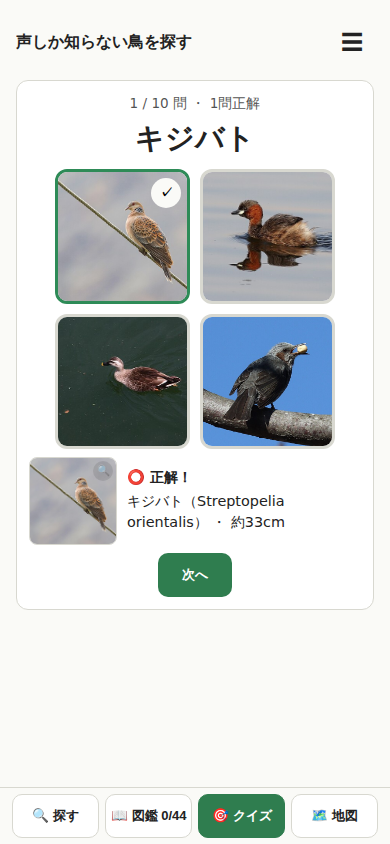 声しか知らない鳥を探す
1 / 10 問 ・ 1問正解
キジバト
正解！
キジバト（Streptopelia
orientalis） ・ 約33cm
次へ
探す
図鑑 0/44
クイズ
地図